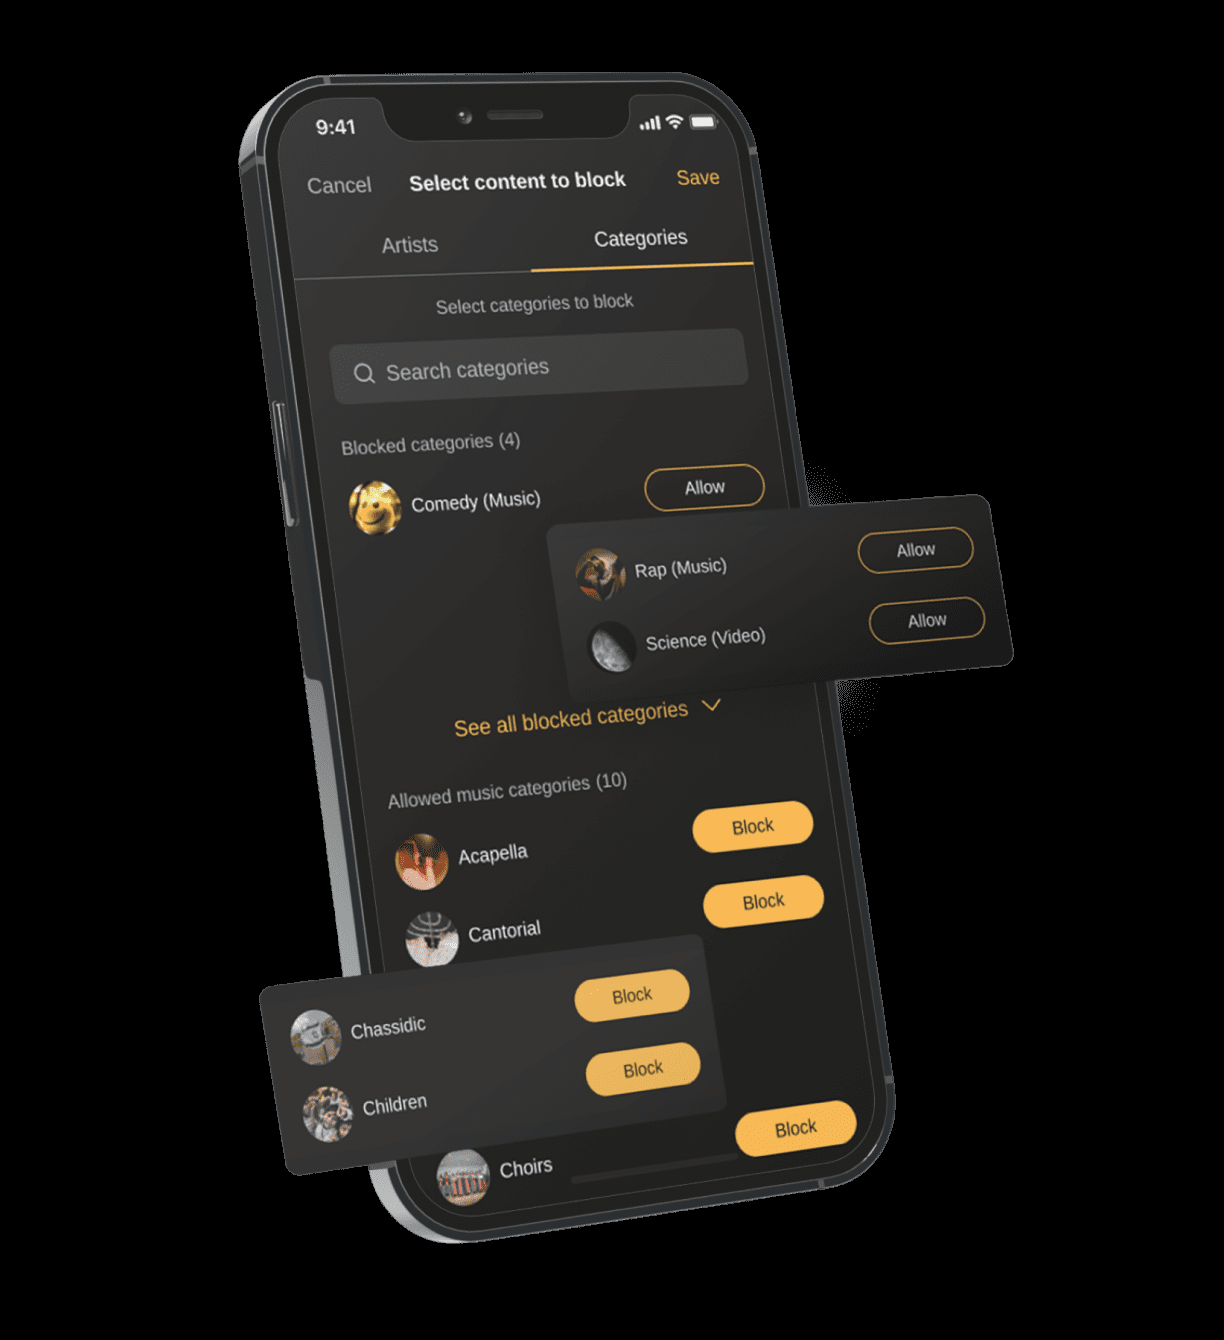 9:41
Cancel Select content to block Save
Artists Categories
Select categories to block
Search categories
Blocked categories (4)
Comedy (Music) Allow
Rap (Music) Allow
Science (Video) Allow
See all blocked categories
Allowed music categories (10)
Acapella Block
Cantorial Block
Chassidic Block
Children Block
Choirs Block